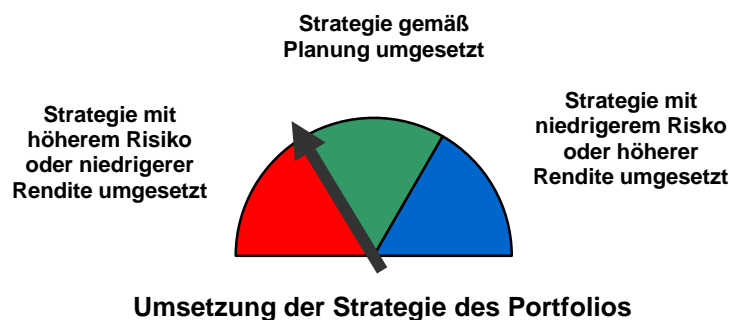 Strategie gemäß
Planung umgesetzt
Strategie mit
höherem Risiko
oder niedrigerer
Rendite umgesetzt
Strategie mit
niedrigerem Risko
oder höherer
Rendite umgesetzt
Umsetzung der Strategie des Portfolios